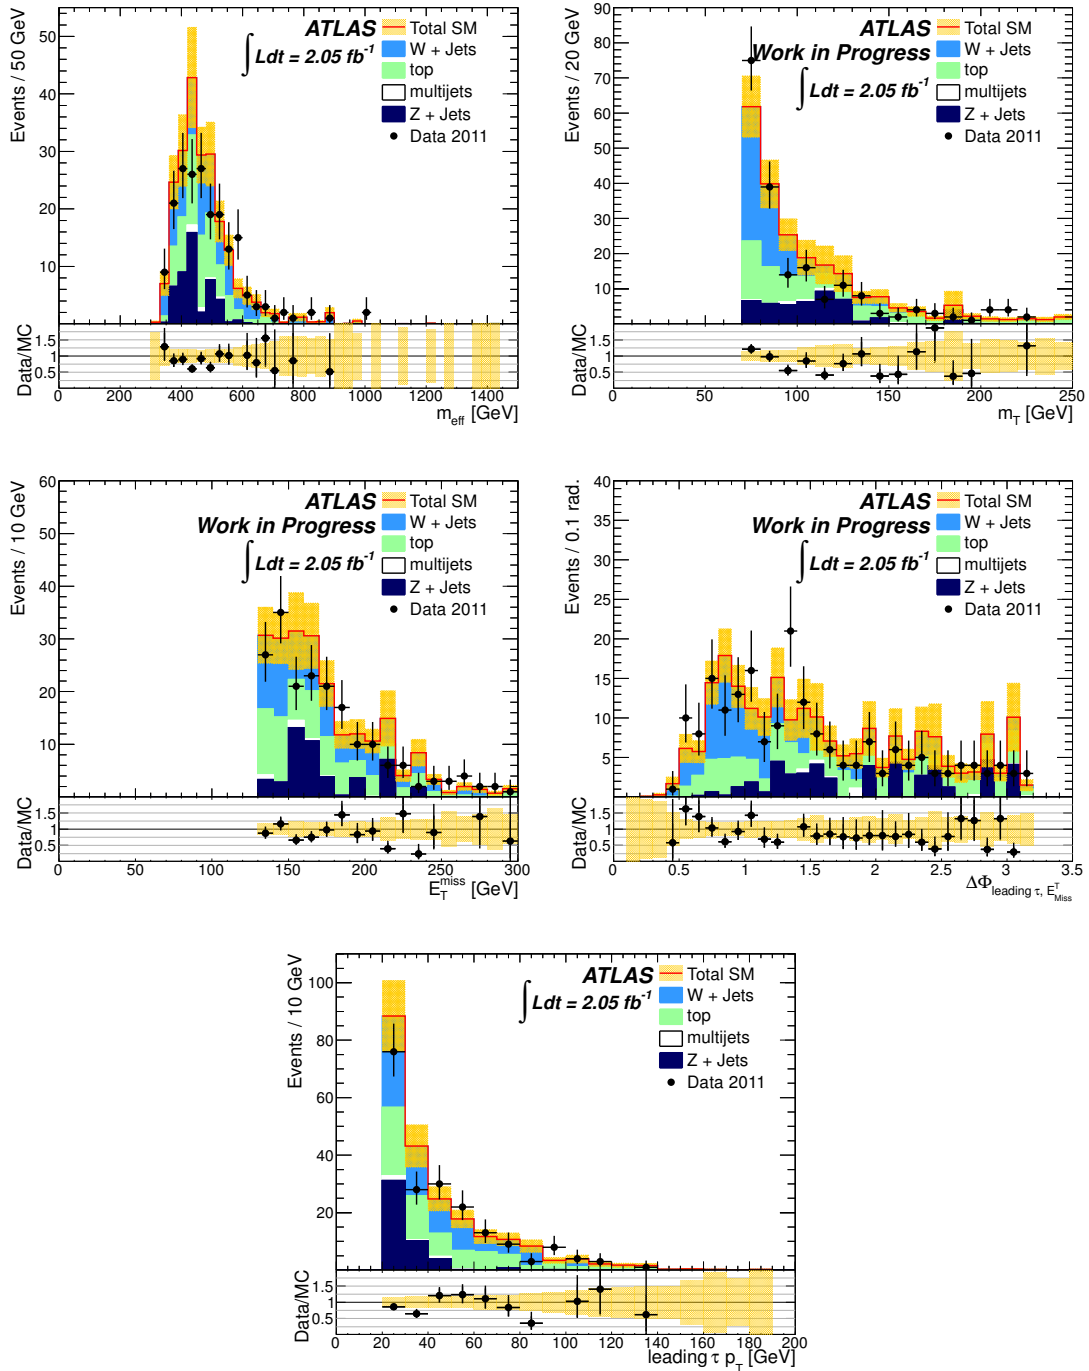 ATLAS
∫ Ldt = 2.05 fb⁻¹
Total SM
W + Jets
top
multijets
Z + Jets
Data 2011
Events / 50 GeV
50
40
30
20
10
Data/MC
1.5
1
0.5
0 200 400 600 800 1000 1200 1400
m_eff [GeV]
ATLAS
Work in Progress
∫ Ldt = 2.05 fb⁻¹
Total SM
W + Jets
top
multijets
Z + Jets
Data 2011
Events / 20 GeV
90
80
70
60
50
40
30
20
10
Data/MC
1.5
1
0.5
0 50 100 150 200 250
m_T [GeV]
ATLAS
Work in Progress
∫ Ldt = 2.05 fb⁻¹
Total SM
W + Jets
top
multijets
Z + Jets
Data 2011
Events / 10 GeV
60
50
40
30
20
10
Data/MC
1.5
1
0.5
0 50 100 150 200 250 300
E_T^miss [GeV]
ATLAS
Work in Progress
∫ Ldt = 2.05 fb⁻¹
Total SM
W + Jets
top
multijets
Z + Jets
Data 2011
Events / 0.1 rad.
40
35
30
25
20
15
10
5
Data/MC
1.5
1
0.5
0 0.5 1 1.5 2 2.5 3 3.5
ΔΦ_leading τ, E_Miss^T
ATLAS
∫ Ldt = 2.05 fb⁻¹
Total SM
W + Jets
top
multijets
Z + Jets
Data 2011
Events / 10 GeV
100
80
60
40
20
Data/MC
1.5
1
0.5
0 20 40 60 80 100 120 140 160 180 200
leading τ p_T [GeV]